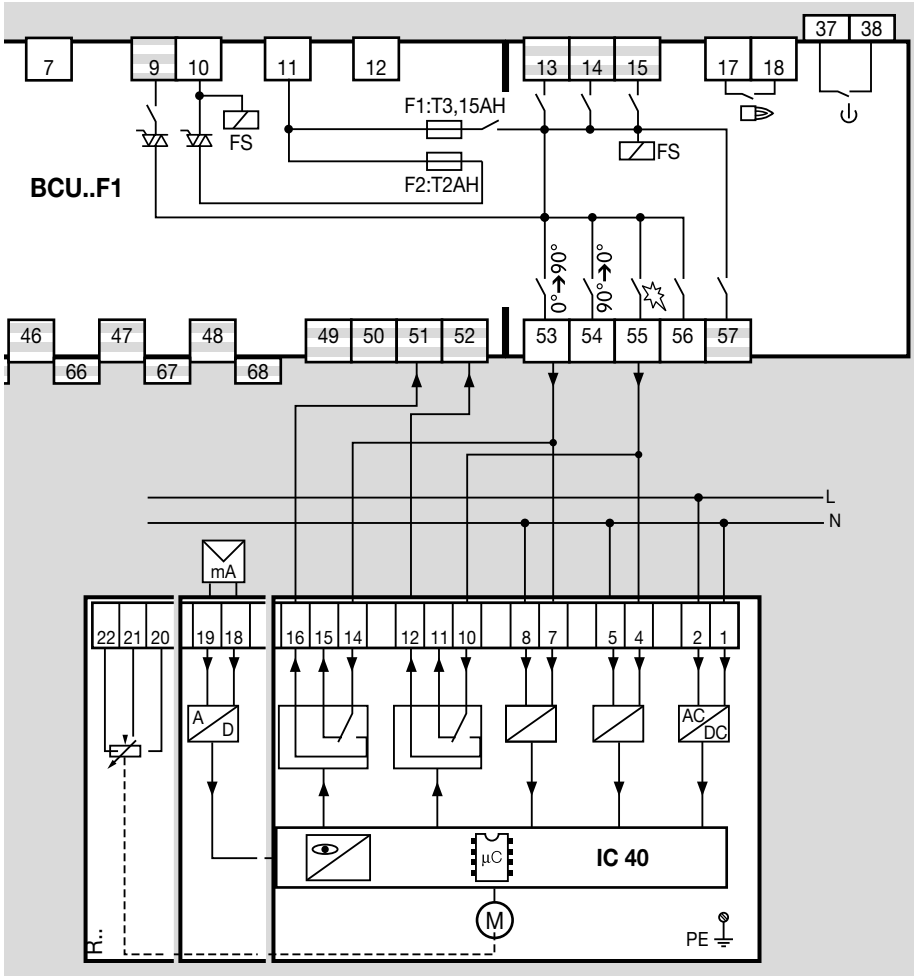 37 38
7 9 10 11 12 13 14 15 17 18
F1:T3,15AH
FS
FS
F2:T2AH
BCU..F1
0°➔90°
90°➔0°
46 47 48 49 50 51 52 53 54 55 56 57
66 67 68
L
N
mA
22 21 20 19 18 16 15 14 12 11 10 8 7 5 4 2 1
A
D
AC
DC
µC
IC 40
M
PE
R..